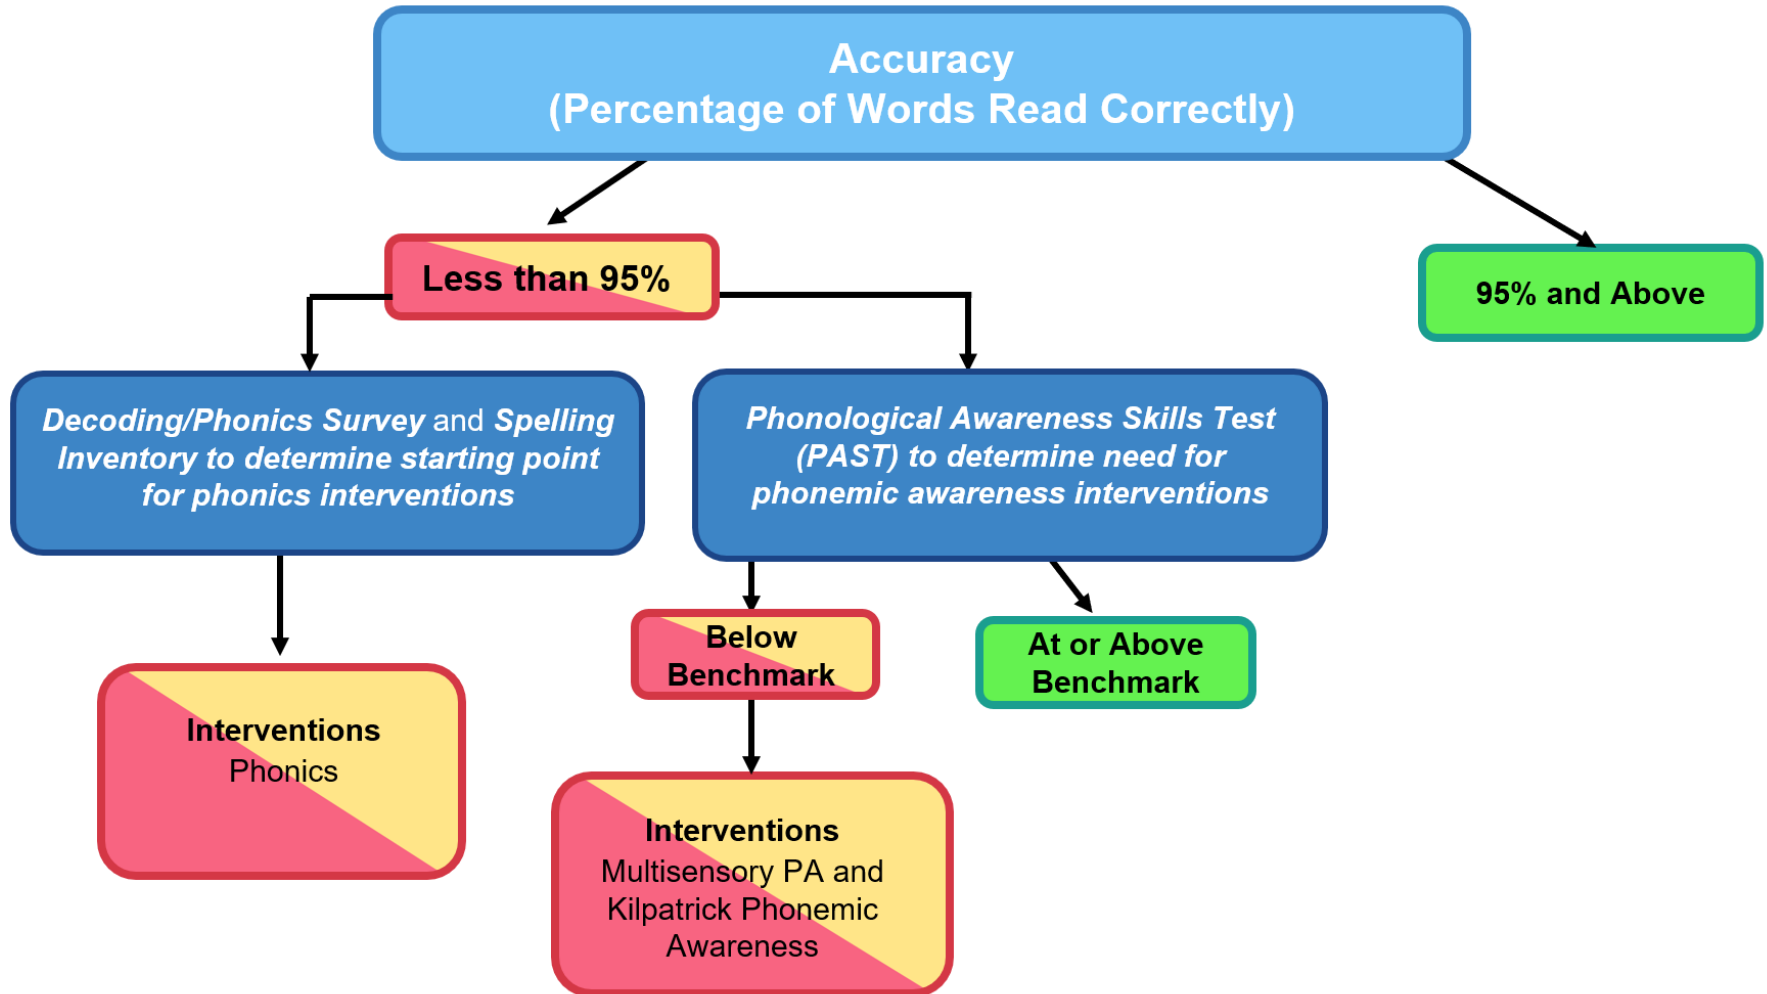 Accuracy
(Percentage of Words Read Correctly)
Less than 95%
95% and Above
Decoding/Phonics Survey and Spelling
Inventory to determine starting point
for phonics interventions
Phonological Awareness Skills Test
(PAST) to determine need for
phonemic awareness interventions
Below
Benchmark
At or Above
Benchmark
Interventions
Phonics
Interventions
Multisensory PA and
Kilpatrick Phonemic
Awareness